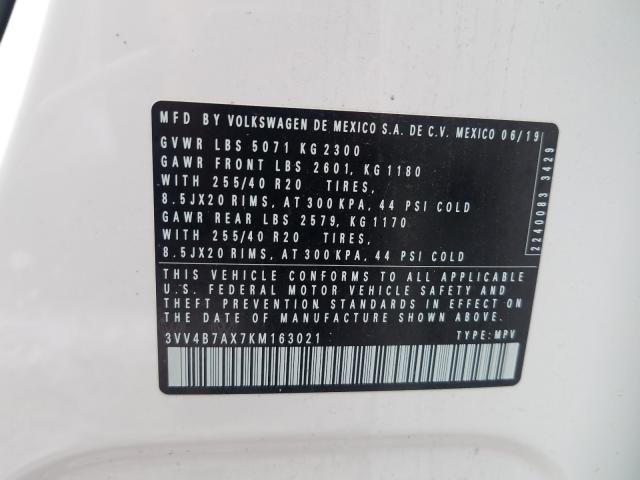 MFD BY VOLKSWAGEN DE MEXICO S.A. DE C.V. MEXICO 06/19
GVWR LBS 5071 KG 2300
GAWR FRONT LBS 2601, KG 1180
WITH 255/40 R20 TIRES,
8.5JX20 RIMS, AT 300 KPA, 44 PSI COLD
GAWR REAR LBS 2579, KG 1170
WITH 255/40 R20 TIRES,
8.5JX20 RIMS, AT 300 KPA, 44 PSI COLD
THIS VEHICLE CONFORMS TO ALL APPLICABLE
U.S. FEDERAL MOTOR VEHICLE SAFETY AND
THEFT PREVENTION STANDARDS IN EFFECT ON
THE DATE OF MANUFACTURE SHOWN ABOVE.
3VV4B7AX7KM163021 TYPE: MPV
2240083 3429